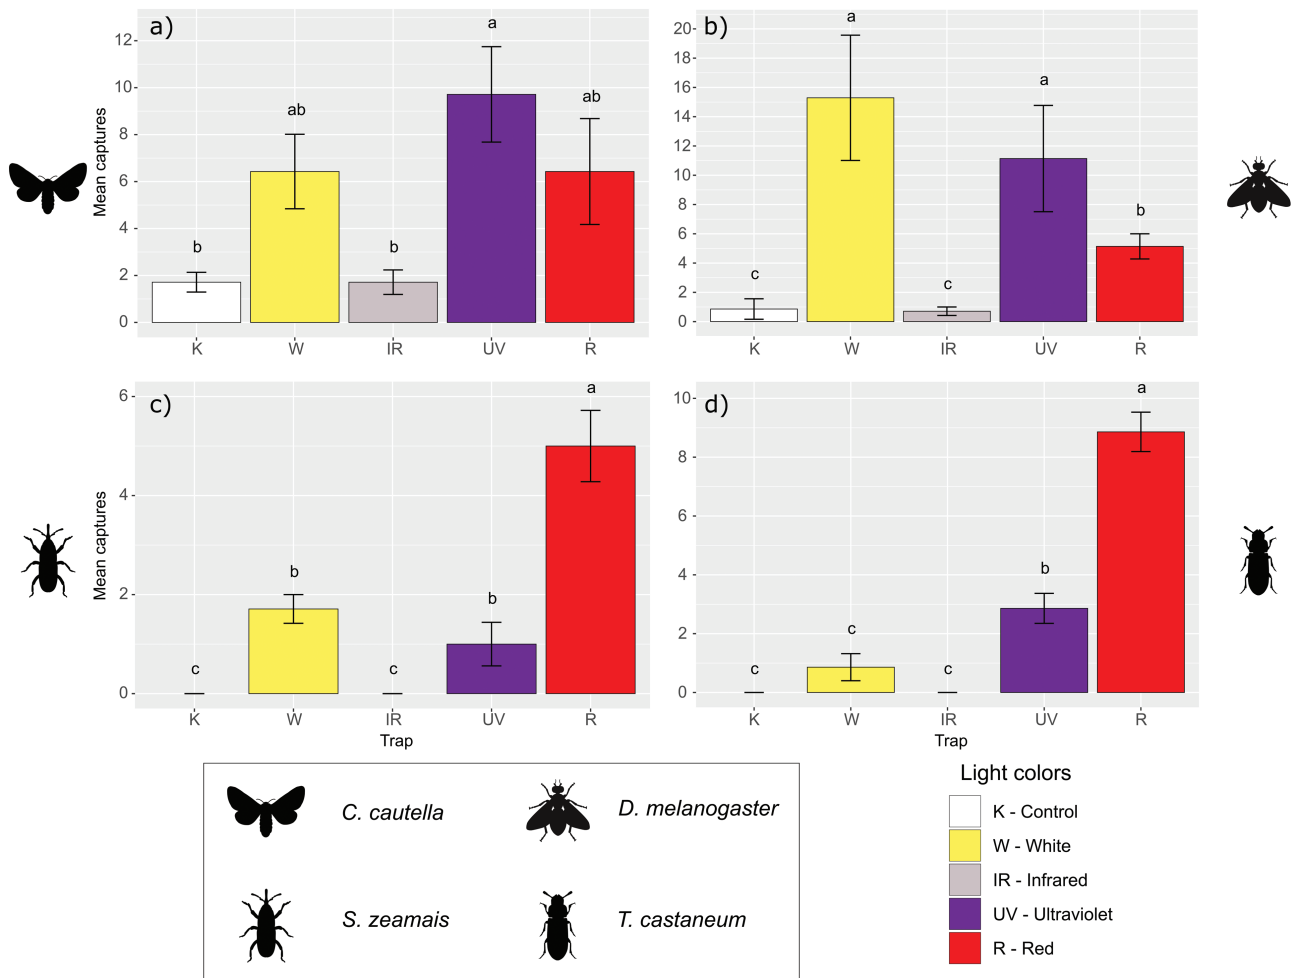 a)
Mean captures
12
10
8
6
4
2
0
b
ab
b
a
ab
K W IR UV R
b)
20
18
16
14
12
10
8
6
4
2
0
c
a
c
a
b
K W IR UV R
c)
Mean captures
6
4
2
0
c
b
c
b
a
K W IR UV R
Trap
d)
10
8
6
4
2
0
c
c
c
b
a
K W IR UV R
Trap
C. cautella
D. melanogaster
S. zeamais
T. castaneum
Light colors
K - Control
W - White
IR - Infrared
UV - Ultraviolet
R - Red